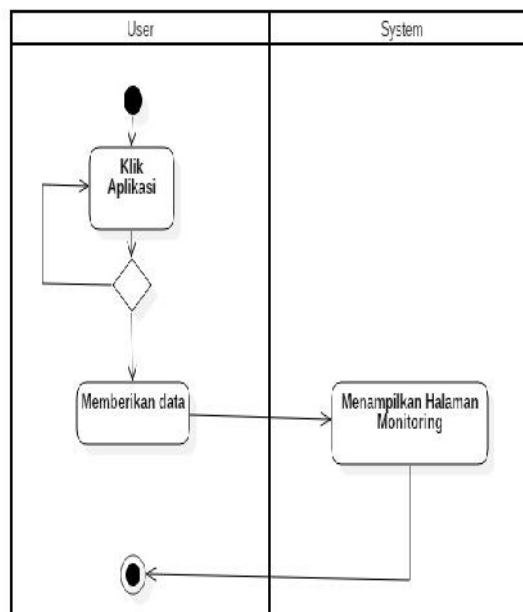 User
System
Klik
Aplikasi
Memberikan data
Menampilkan Halaman
Monitoring